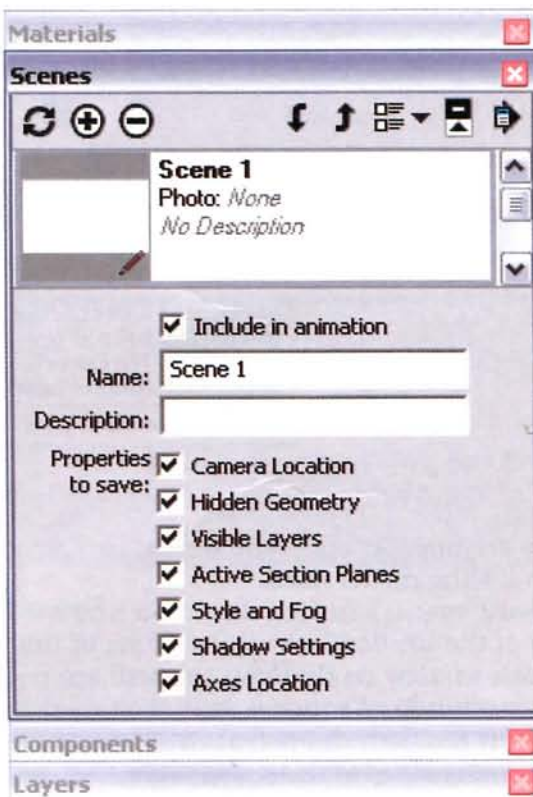 Materials
Scenes
Scene 1
Photo: None
No Description
Include in animation
Name: Scene 1
Description:
Properties
to save:
Camera Location
Hidden Geometry
Visible Layers
Active Section Planes
Style and Fog
Shadow Settings
Axes Location
Components
Layers